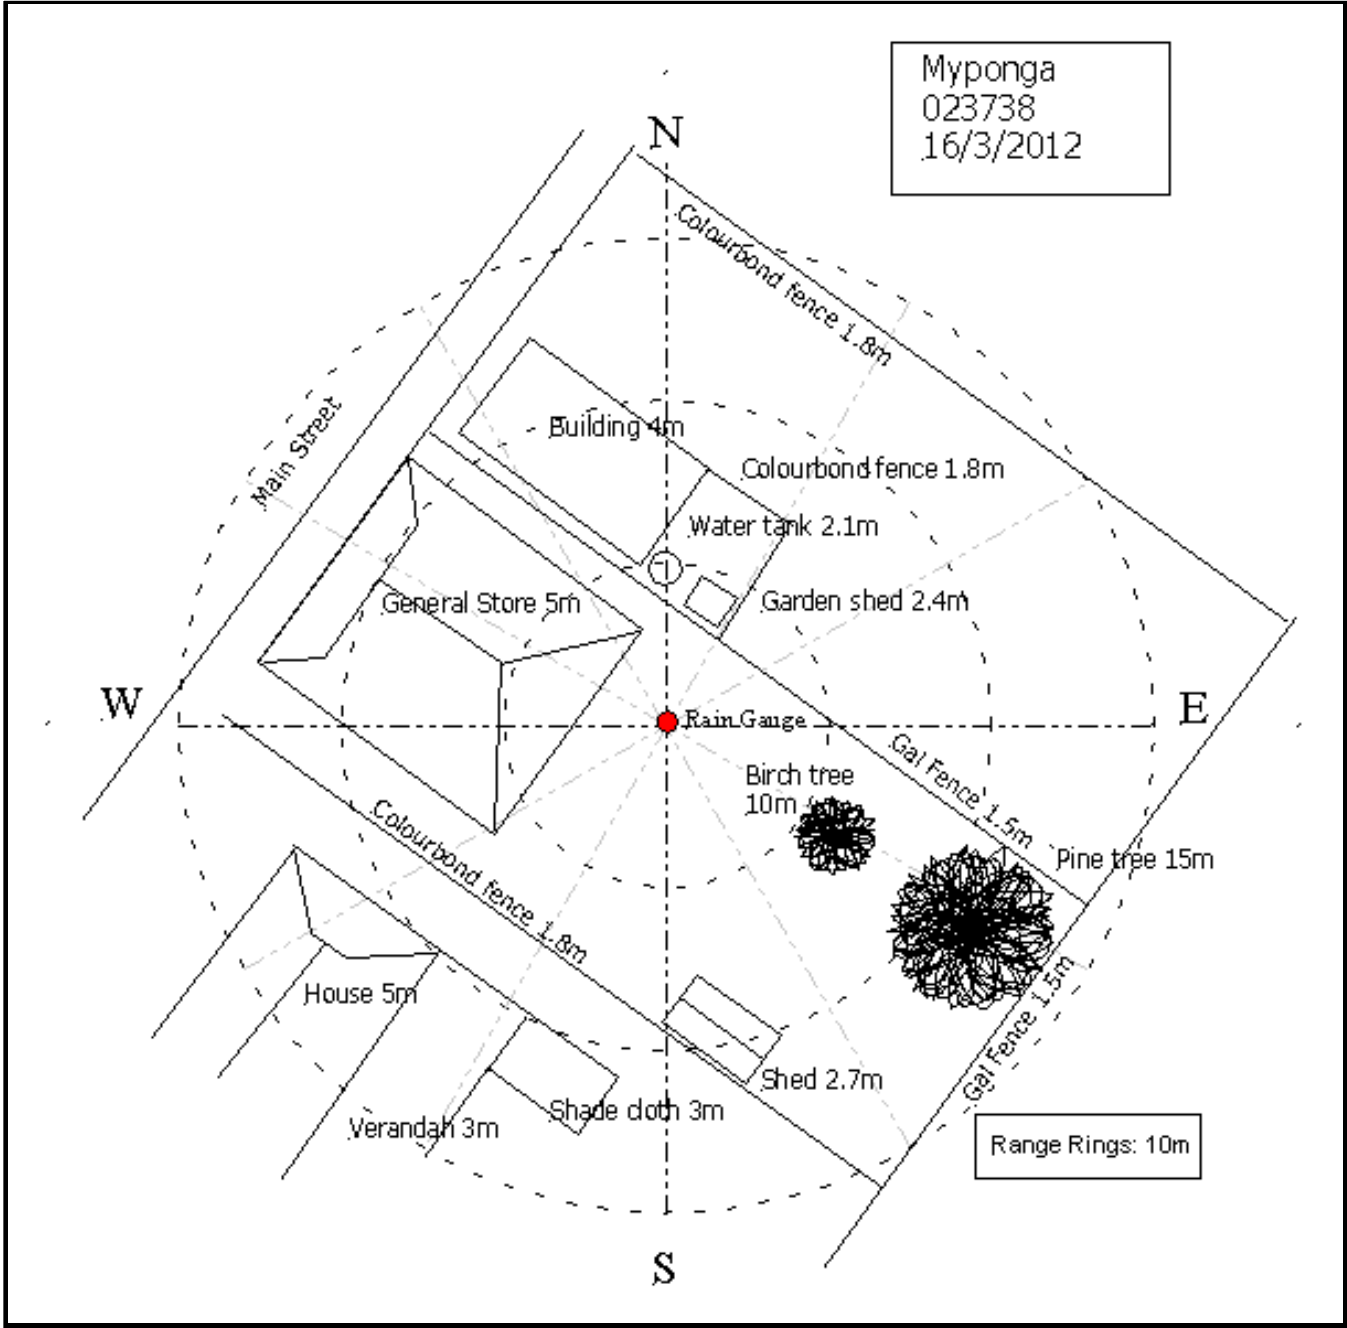 Myponga
023738
16/3/2012
N
Colourbond fence 1.8m
Main Street
Building 4m
Colourbond fence 1.8m
Water tank 2.1m
General Store 5m
Garden shed 2.4m
W
E
Rain Gauge
Gal Fence 1.5m
Birch tree
10m
Pine tree 15m
Colourbond fence 1.8m
House 5m
Gal Fence 1.5m
Shed 2.7m
Shade cloth 3m
Verandah 3m
Range Rings: 10m
S